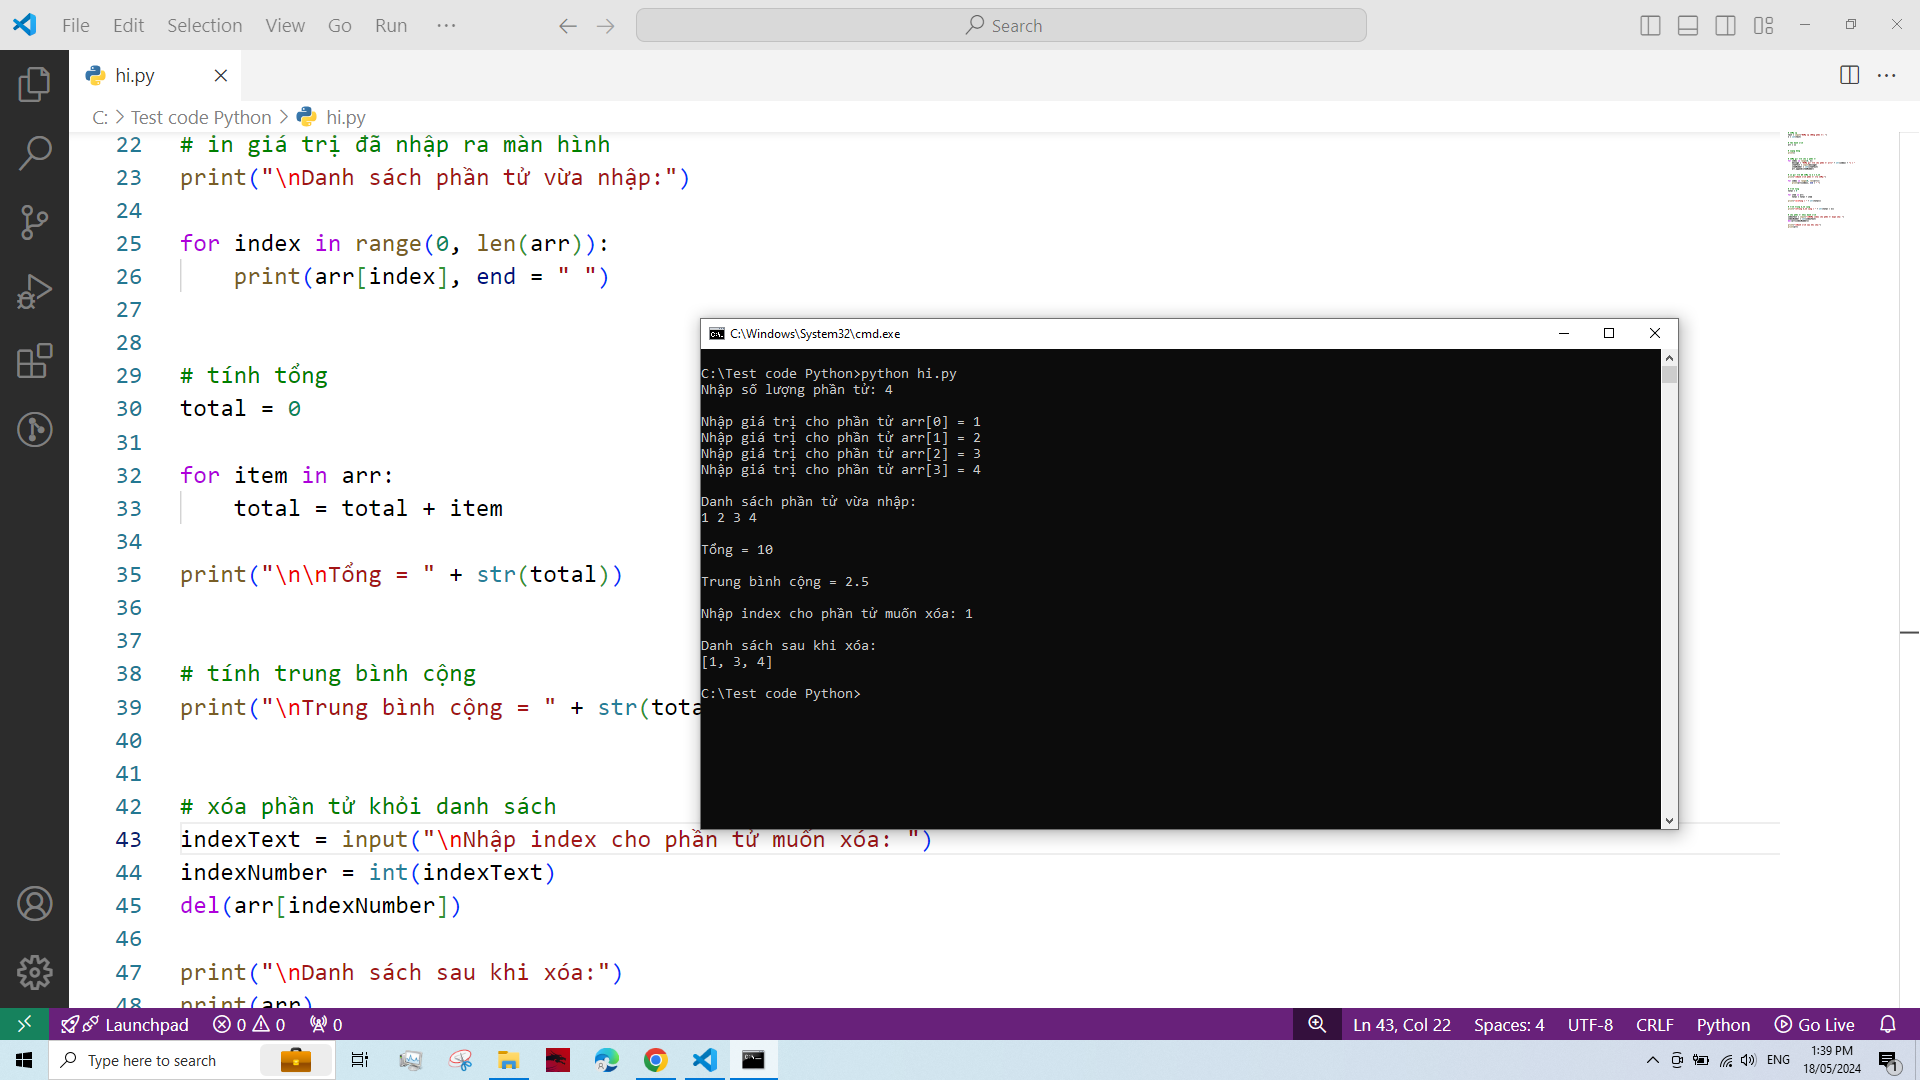 File Edit Selection View Go Run ···
Search
hi.py
C: > Test code Python > hi.py
22 # in giá trị đã nhập ra màn hình
23 print("\nDanh sách phần tử vừa nhập:")
24
25 for index in range(0, len(arr)):
26 print(arr[index], end = " ")
27
28
29 # tính tổng
30 total = 0
31
32 for item in arr:
33 total = total + item
34
35 print("\n\nTổng = " + str(total))
36
37
38 # tính trung bình cộng
39 print("\nTrung bình cộng = " + str(tota
40
41
42 # xóa phần tử khỏi danh sách
43 indexText = input("\nNhập index cho phần tử muốn xóa: ")
44 indexNumber = int(indexText)
45 del(arr[indexNumber])
46
47 print("\nDanh sách sau khi xóa:")
48 print(arr)
C:\Windows\System32\cmd.exe
C:\Test code Python>python hi.py
Nhập số lượng phần tử: 4
Nhập giá trị cho phần tử arr[0] = 1
Nhập giá trị cho phần tử arr[1] = 2
Nhập giá trị cho phần tử arr[2] = 3
Nhập giá trị cho phần tử arr[3] = 4
Danh sách phần tử vừa nhập:
1 2 3 4
Tổng = 10
Trung bình cộng = 2.5
Nhập index cho phần tử muốn xóa: 1
Danh sách sau khi xóa:
[1, 3, 4]
C:\Test code Python>
Launchpad 0 0 0 Ln 43, Col 22 Spaces: 4 UTF-8 CRLF Python Go Live
Type here to search
ENG
1:39 PM
18/05/2024
1